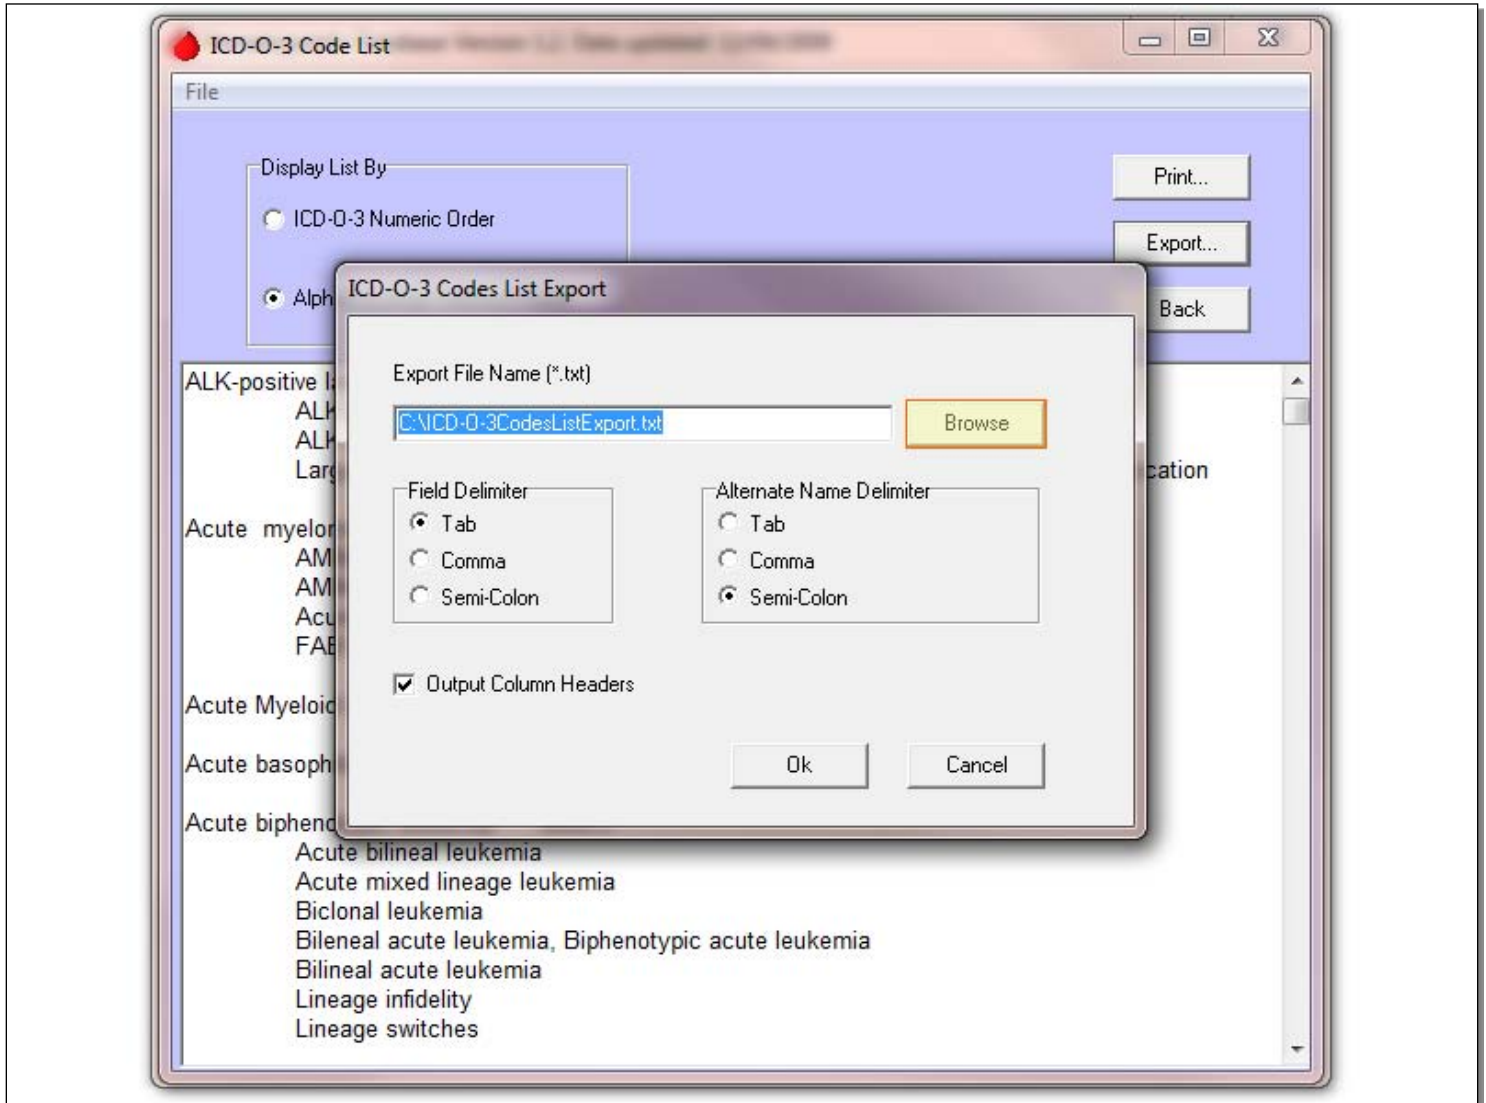 ICD-O-3 Code List
File
Display List By
ICD-O-3 Numeric Order
Alph
Print...
Export...
Back
ICD-O-3 Codes List Export
Export File Name (*.txt)
C:\ICD-O-3CodesListExport.txt
Browse
Field Delimiter
Tab
Comma
Semi-Colon
Alternate Name Delimiter
Tab
Comma
Semi-Colon
Output Column Headers
Ok
Cancel
ALK-positive
ALK
ALK
Larg
cation
Acute myelo
AM
AM
Acu
FAB
Acute Myeloid
Acute basoph
Acute bipheno
Acute bilineal leukemia
Acute mixed lineage leukemia
Biclonal leukemia
Bileneal acute leukemia, Biphenotypic acute leukemia
Bilineal acute leukemia
Lineage infidelity
Lineage switches